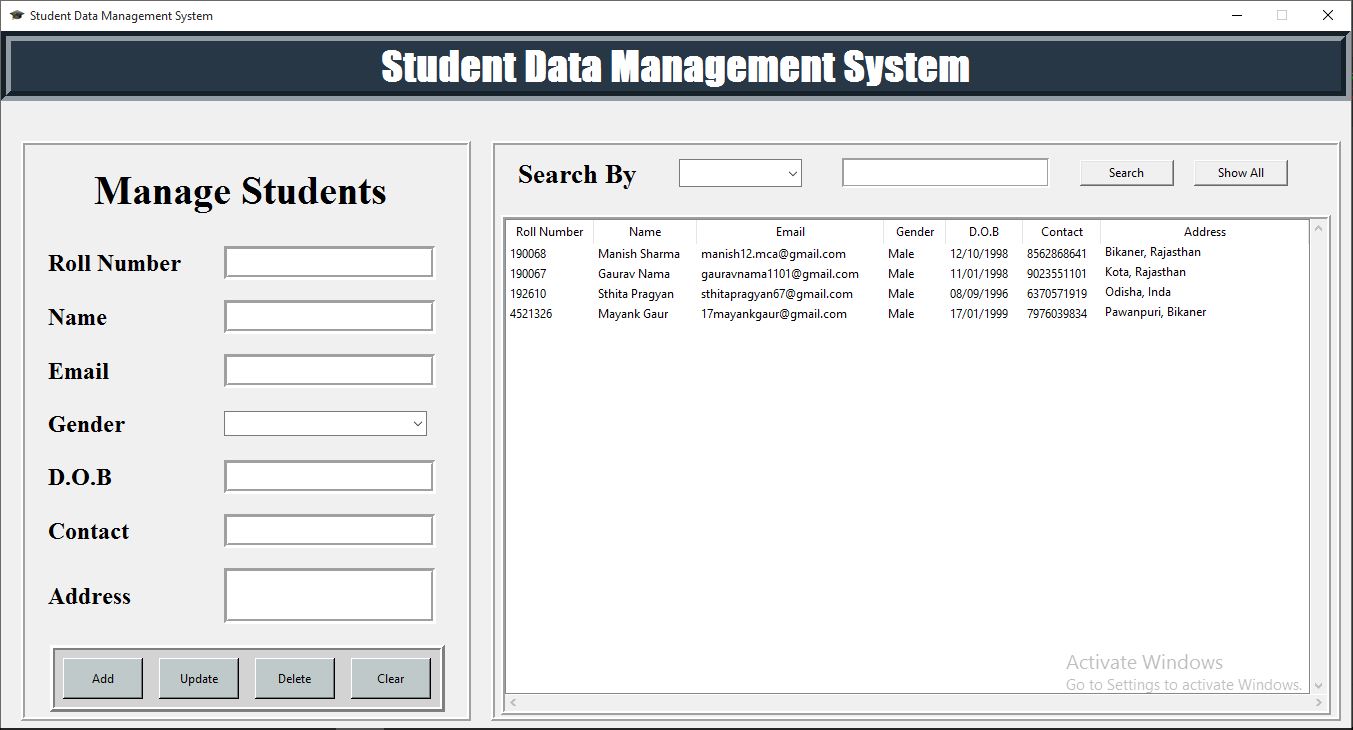 Student Data Management System
Student Data Management System
Manage Students
Roll Number
Name
Email
Gender
D.O.B
Contact
Address
Add Update Delete Clear
Search By Search Show All
Roll Number Name Email Gender D.O.B Contact Address
190068 Manish Sharma manish12.mca@gmail.com Male 12/10/1998 8562868641 Bikaner, Rajasthan
190067 Gaurav Nama gauravnama1101@gmail.com Male 11/01/1998 9023551101 Kota, Rajasthan
192610 Sthita Pragyan sthitapragyan67@gmail.com Male 08/09/1996 6370571919 Odisha, Inda
4521326 Mayank Gaur 17mayankgaur@gmail.com Male 17/01/1999 7976039834 Pawanpuri, Bikaner
Activate Windows
Go to Settings to activate Windows.